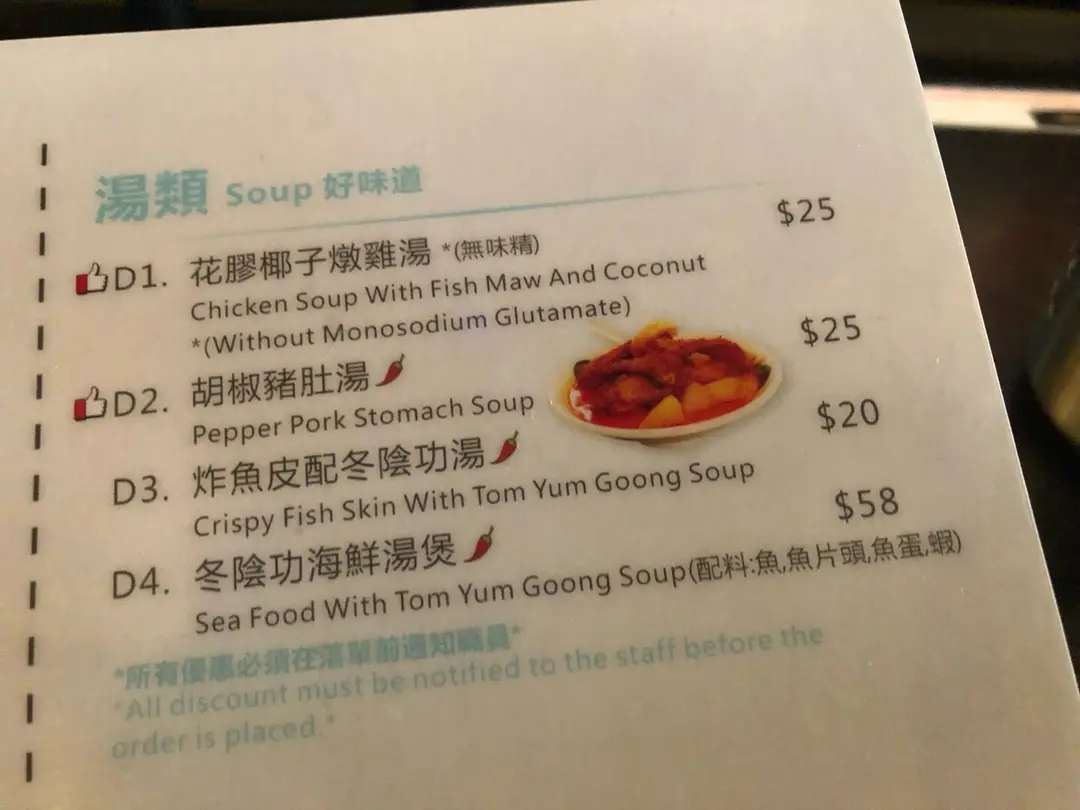 湯類 Soup 好味道
D1. 花膠椰子燉雞湯 *(無味精) $25
Chicken Soup With Fish Maw And Coconut
*(Without Monosodium Glutamate)
D2. 胡椒豬肚湯 $25
Pepper Pork Stomach Soup
D3. 炸魚皮配冬陰功湯 $20
Crispy Fish Skin With Tom Yum Goong Soup
D4. 冬陰功海鮮湯煲 $58
Sea Food With Tom Yum Goong Soup(配料:魚,魚片頭,魚蛋,蝦)
*所有優惠必須在落單前通知職員*
*All discount must be notified to the staff before the
order is placed.*